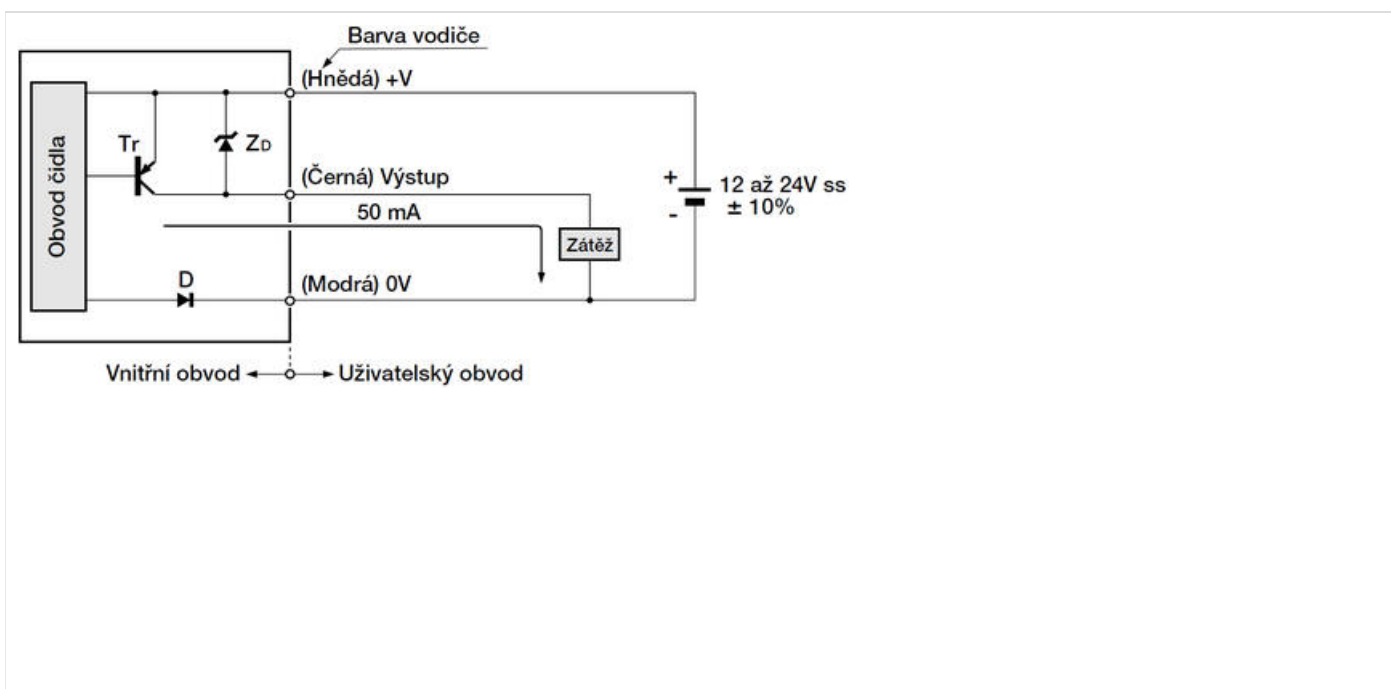 Barva vodiče
(Hnědá) +V
Obvod čidla
Tr
ZD
(Černá) Výstup
50 mA
+
-
12 až 24V ss
± 10%
Zátěž
D
(Modrá) 0V
Vnitřní obvod
Uživatelský obvod